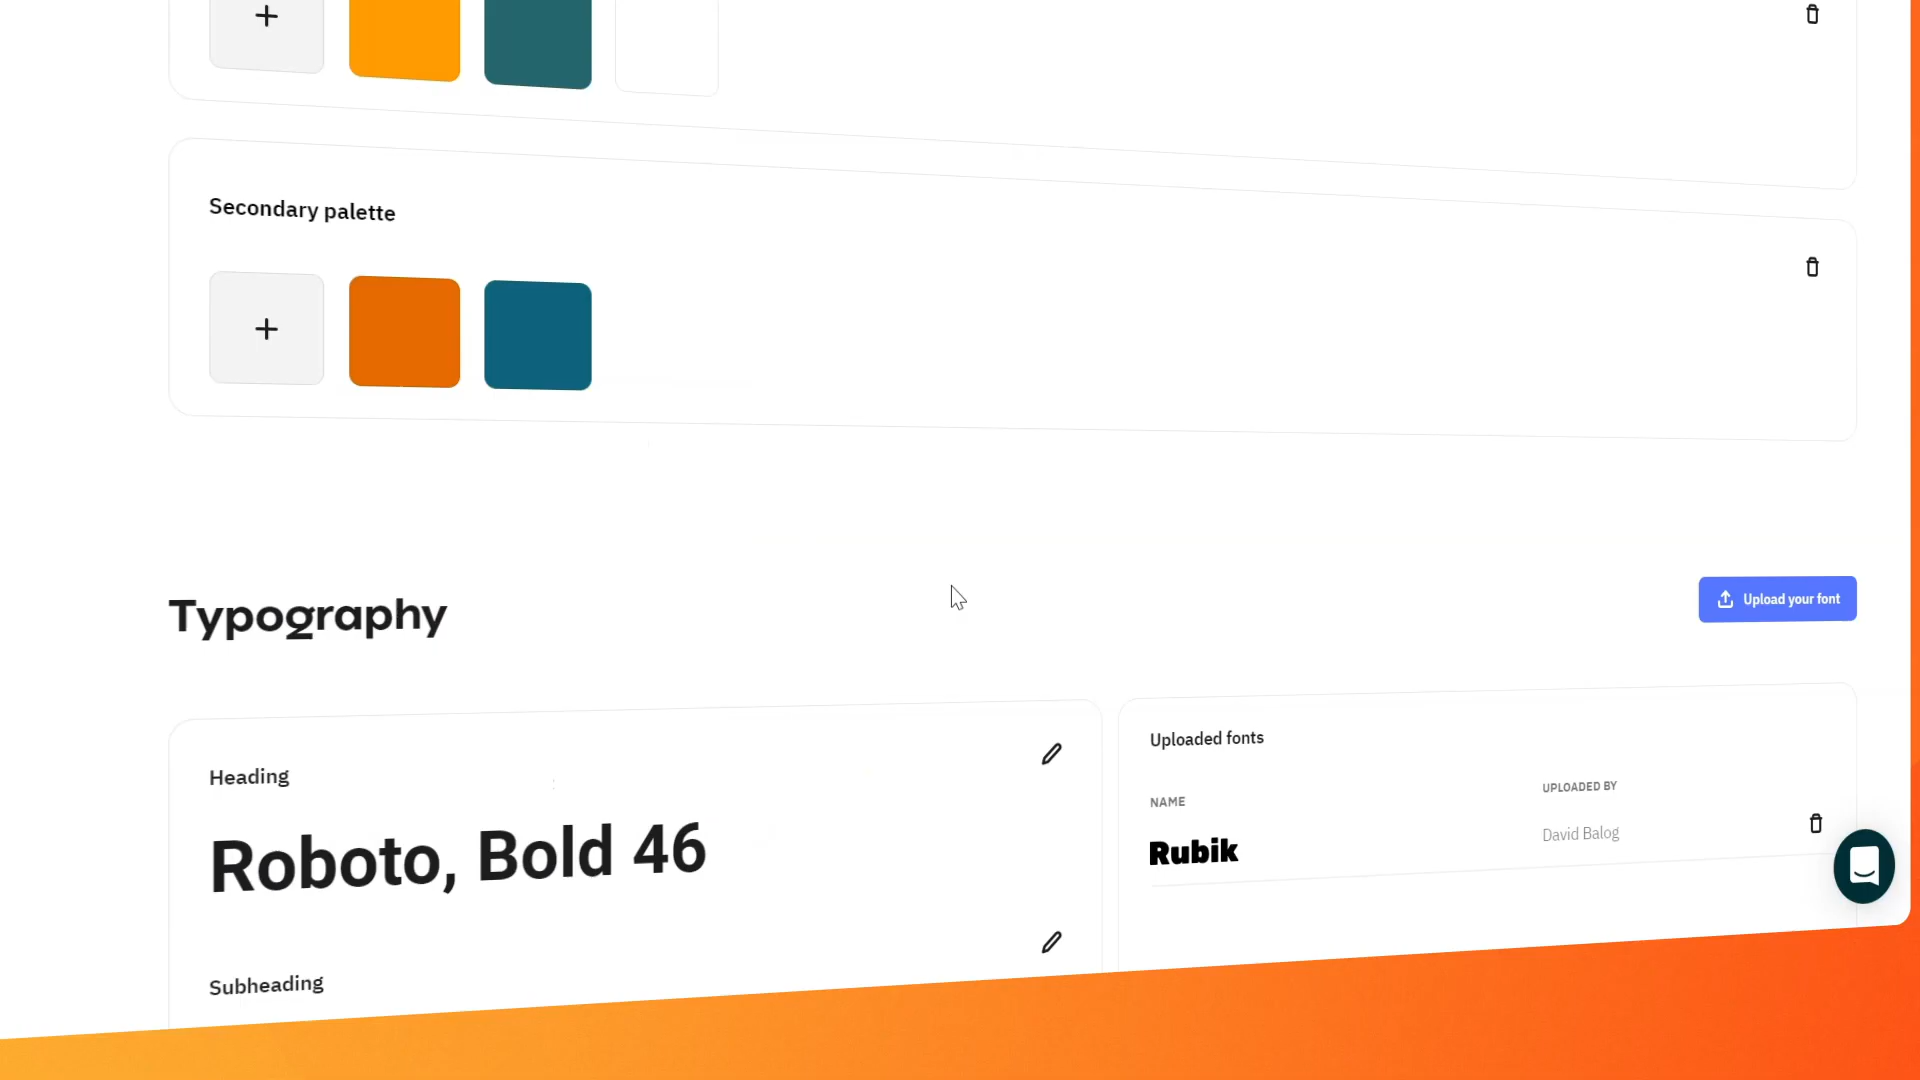 Secondary palette
Typography
Upload your font
Heading
Roboto, Bold 46
Subheading
Uploaded fonts
NAME
UPLOADED BY
Rubik
David Balog